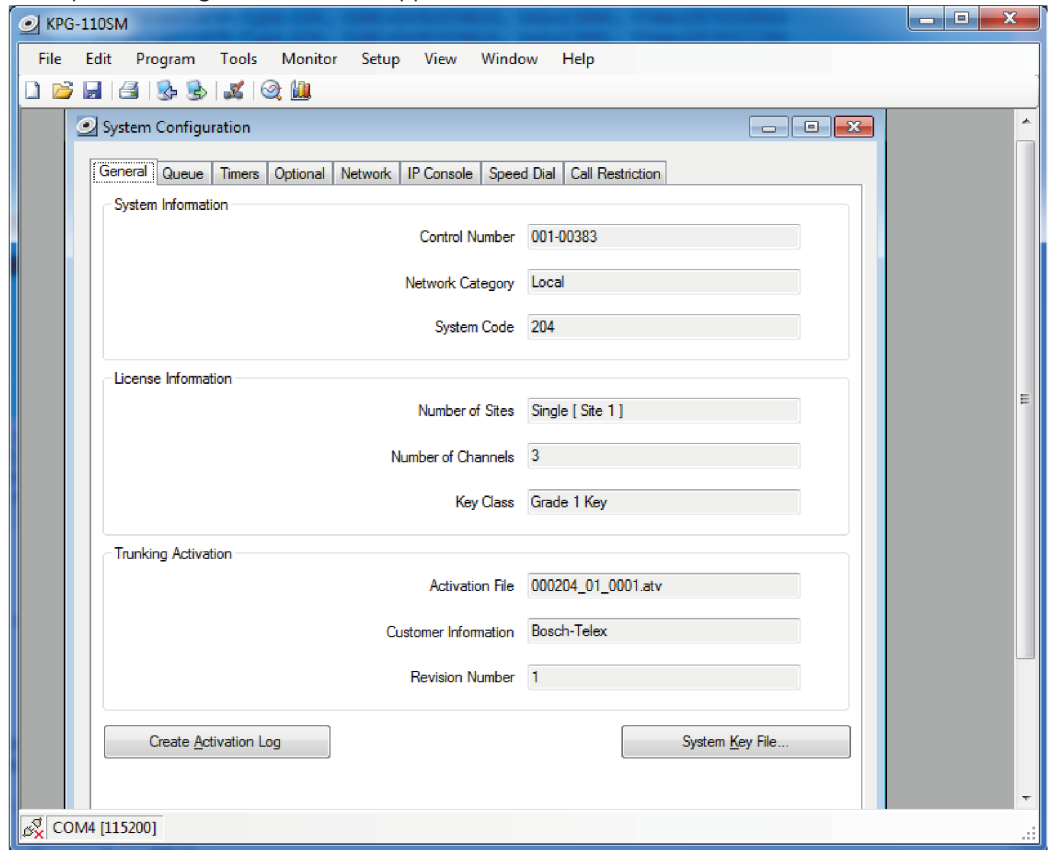 KPG-110SM
File Edit Program Tools Monitor Setup View Window Help
System Configuration
General Queue Timers Optional Network IP Console Speed Dial Call Restriction
System Information
Control Number 001-00383
Network Category Local
System Code 204
License Information
Number of Sites Single [ Site 1 ]
Number of Channels 3
Key Class Grade 1 Key
Trunking Activation
Activation File 000204_01_0001.atv
Customer Information Bosch-Telex
Revision Number 1
Create Activation Log System Key File...
COM4 [115200]